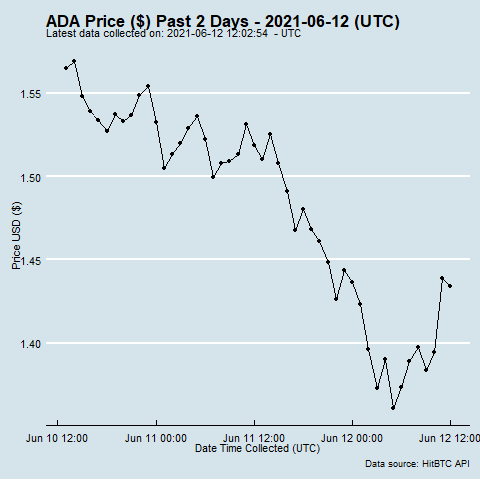 ADA Price ($) Past 2 Days - 2021-06-12 (UTC)
Latest data collected on: 2021-06-12 12:02:54 - UTC
1.55
1.50
1.45
1.40
Price USD ($)
Jun 10 12:00 Jun 11 00:00 Jun 11 12:00 Jun 12 00:00 Jun 12 12:00
Date Time Collected (UTC)
Data source: HitBTC API